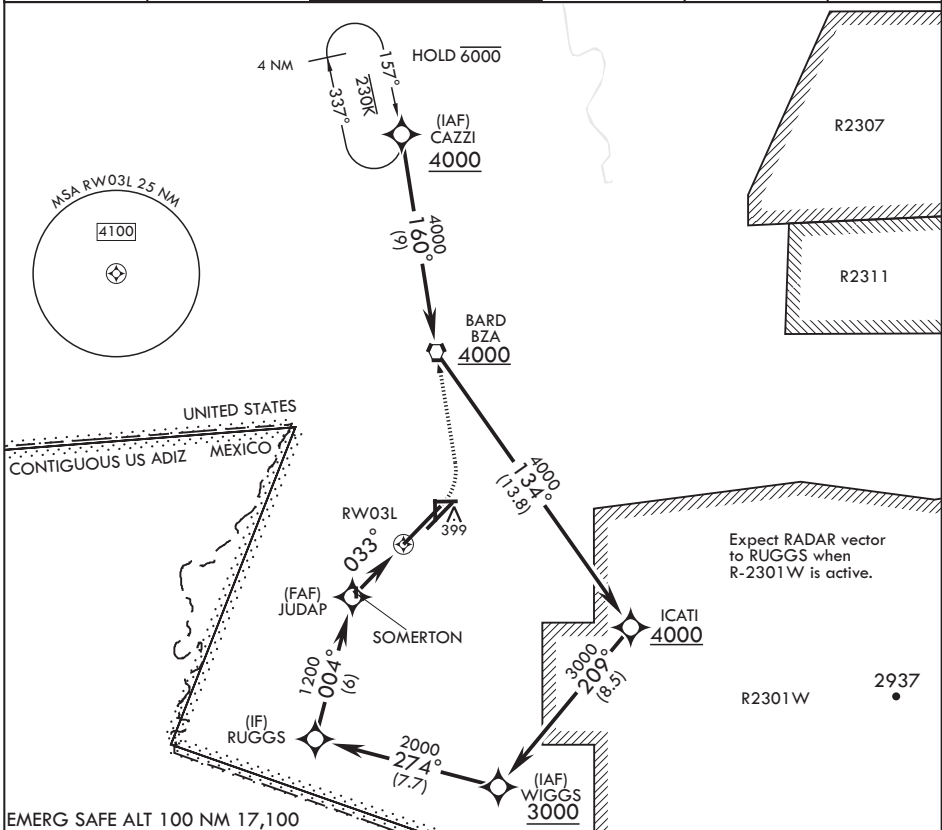 HOLD 6000
4 NM
157°
230K
337°
(IAF)
CAZZI
4000
R2307
MSA RW03L 25 NM
4100
4000
160°
(9)
R2311
BARD
BZA
4000
UNITED STATES
CONTIGUOUS US ADIZ
MEXICO
4000
134°
(13.8)
RW03L
399
033°
Expect RADAR vector
to RUGGS when
R-2301W is active.
(FAF)
JUDAP
SOMERTON
ICATI
4000
1200
004°
(6)
3000
209°
(8.5)
R2301W
2937
(IF)
RUGGS
2000
274°
(7.7)
(IAF)
WIGGS
3000
EMERG SAFE ALT 100 NM 17,100